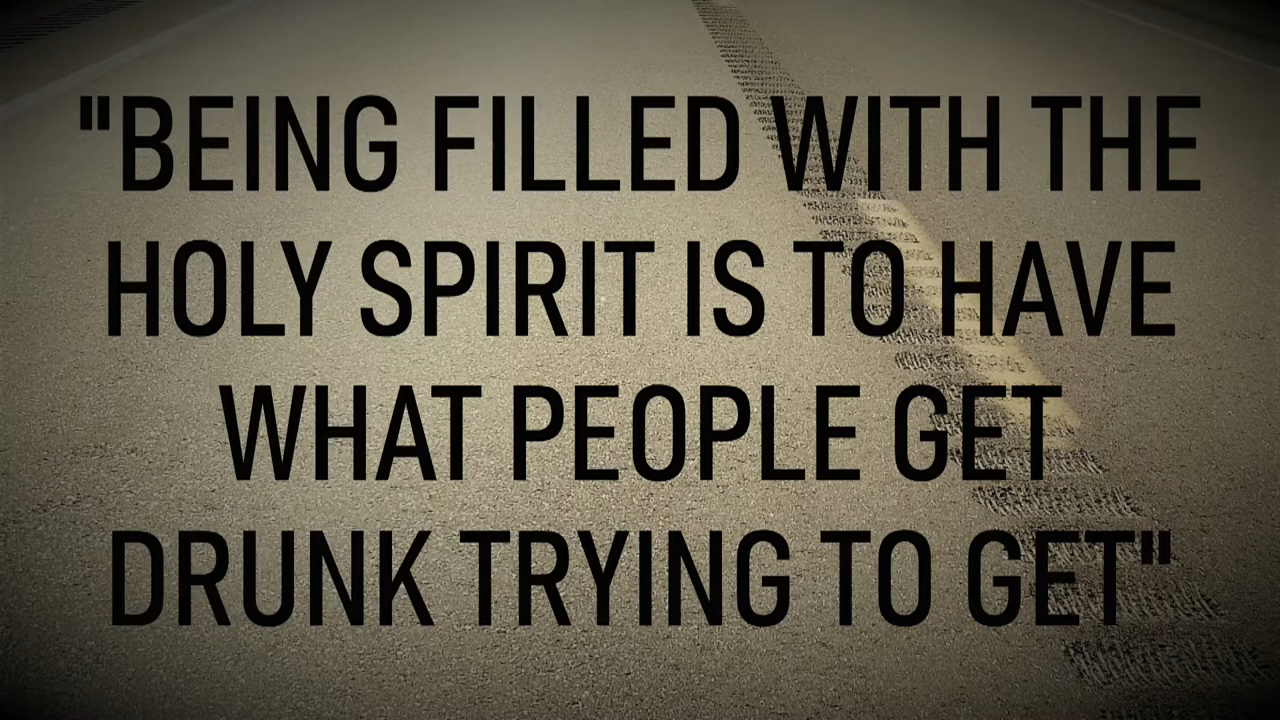 "BEING FILLED WITH THE
HOLY SPIRIT IS TO HAVE
WHAT PEOPLE GET
DRUNK TRYING TO GET"